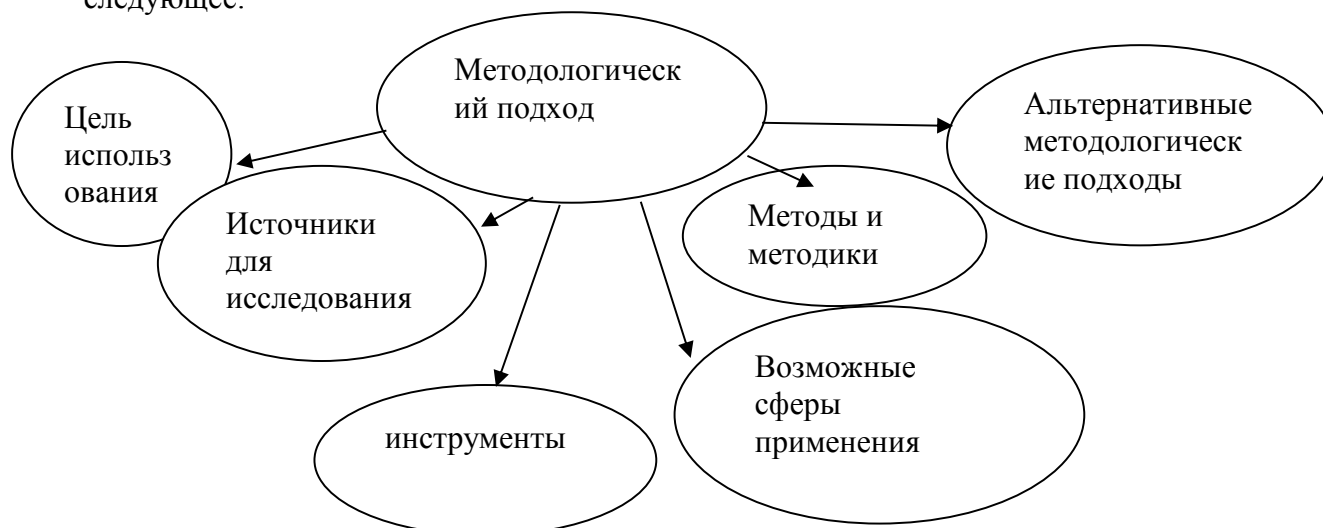 следующее:
Методологическ
ий подход
Цель
использ
ования
Альтернативные
методологическ
ие подходы
Источники
для
исследования
Методы и
методики
инструменты
Возможные
сферы
применения